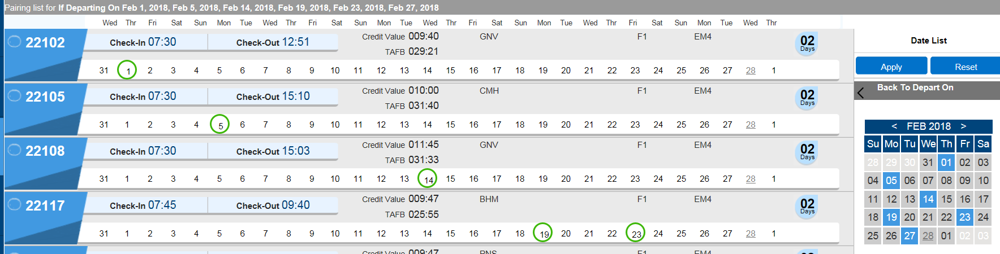 Pairing list for If Departing On Feb 1, 2018, Feb 5, 2018, Feb 14, 2018, Feb 19, 2018, Feb 23, 2018, Feb 27, 2018
Wed Thr Fri Sat Sun Mon Tue Wed Thr Fri Sat Sun Mon Tue Wed Thr Fri Sat Sun Mon Tue Wed Thr Fri Sat Sun Mon Tue Wed Thr
22102 Check-In 07:30 Check-Out 12:51 Credit Value 009:40 GNV F1 EM4 02 Days
TAFB 029:21
31 1 2 3 4 5 6 7 8 9 10 11 12 13 14 15 16 17 18 19 20 21 22 23 24 25 26 27 28 1
22105 Check-In 07:30 Check-Out 15:10 Credit Value 010:00 CMH F1 EM4 02 Days
TAFB 031:40
31 1 2 3 4 5 6 7 8 9 10 11 12 13 14 15 16 17 18 19 20 21 22 23 24 25 26 27 28 1
22108 Check-In 07:30 Check-Out 15:03 Credit Value 011:45 GNV F1 EM4 02 Days
TAFB 031:33
31 1 2 3 4 5 6 7 8 9 10 11 12 13 14 15 16 17 18 19 20 21 22 23 24 25 26 27 28 1
22117 Check-In 07:45 Check-Out 09:40 Credit Value 009:47 BHM F1 EM4 02 Days
TAFB 025:55
31 1 2 3 4 5 6 7 8 9 10 11 12 13 14 15 16 17 18 19 20 21 22 23 24 25 26 27 28 1
Credit Value 009:47 PNS F1 EM4
Date List
Apply Reset
Back To Depart On
< FEB 2018 >
Su Mo Tu We Th Fr Sa
28 29 30 31 01 02 03
04 05 06 07 08 09 10
11 12 13 14 15 16 17
18 19 20 21 22 23 24
25 26 27 28 01 02 03